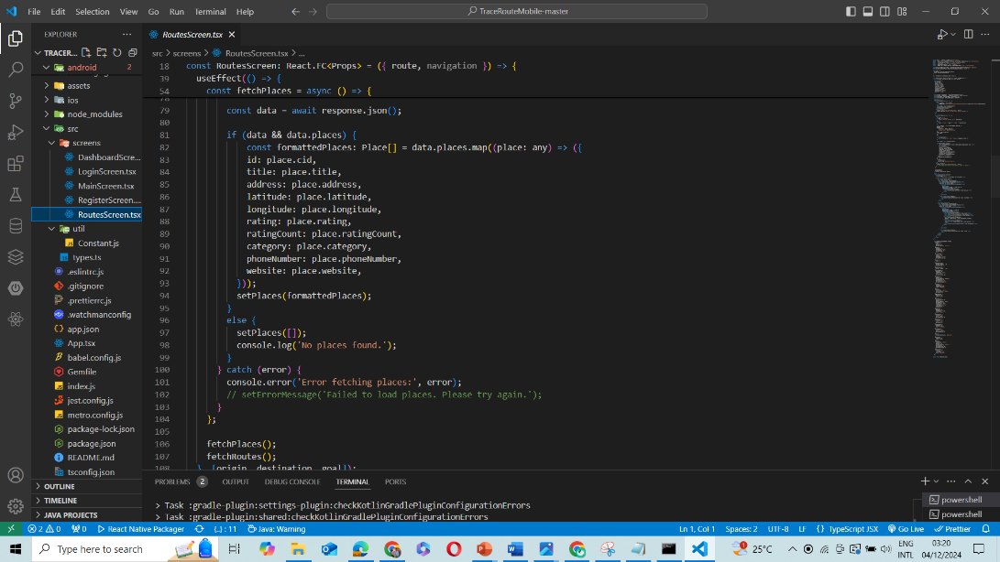 File Edit Selection View Go Run Terminal Help
TraceRouteMobile-master
EXPLORER
RoutesScreen.tsx
TRACER...
src > screens > RoutesScreen.tsx > ...
android 2
assets
ios
node_modules
src
screens
DashboardScre...
LoginScreen.tsx
MainScreen.tsx
RegisterScreen....
RoutesScreen.tsx
util
Constant.js
types.ts
.eslintrc.js
.gitignore
.prettierrc.js
.watchmanconfig
app.json
App.tsx
babel.config.js
Gemfile
index.js
jest.config.js
metro.config.js
package-lock.json
package.json
README.md
tsconfig.json
OUTLINE
TIMELINE
JAVA PROJECTS
18 const RoutesScreen: React.FC<Props> = ({ route, navigation }) => {
39 useEffect(() => {
54 const fetchPlaces = async () => {
78
79 const data = await response.json();
80
81 if (data && data.places) {
82 const formattedPlaces: Place[] = data.places.map((place: any) => ({
83 id: place.cid,
84 title: place.title,
85 address: place.address,
86 latitude: place.latitude,
87 longitude: place.longitude,
88 rating: place.rating,
89 ratingCount: place.ratingCount,
90 category: place.category,
91 phoneNumber: place.phoneNumber,
92 website: place.website,
93 }));
94 setPlaces(formattedPlaces);
95 }
96 else {
97 setPlaces([]);
98 console.log('No places found.');
99 }
100 } catch (error) {
101 console.error('Error fetching places:', error);
102 // setErrorMessage('Failed to load places. Please try again.');
103 }
104 };
105
106 fetchPlaces();
107 fetchRoutes();
108 }, [origin, destination, goal]);
PROBLEMS 2 OUTPUT DEBUG CONSOLE TERMINAL PORTS
> Task :gradle-plugin:settings-plugin:checkKotlinGradlePluginConfigurationErrors
> Task :gradle-plugin:shared:checkKotlinGradlePluginConfigurationErrors
powershell
powershell
2 0 0 React Native Packager {..} : 11 Java: Warning Ln 1, Col 1 Spaces: 2 UTF-8 LF {} TypeScript JSX Go Live Prettier
Type here to search
25°C
ENG
INTL
03:20
04/12/2024